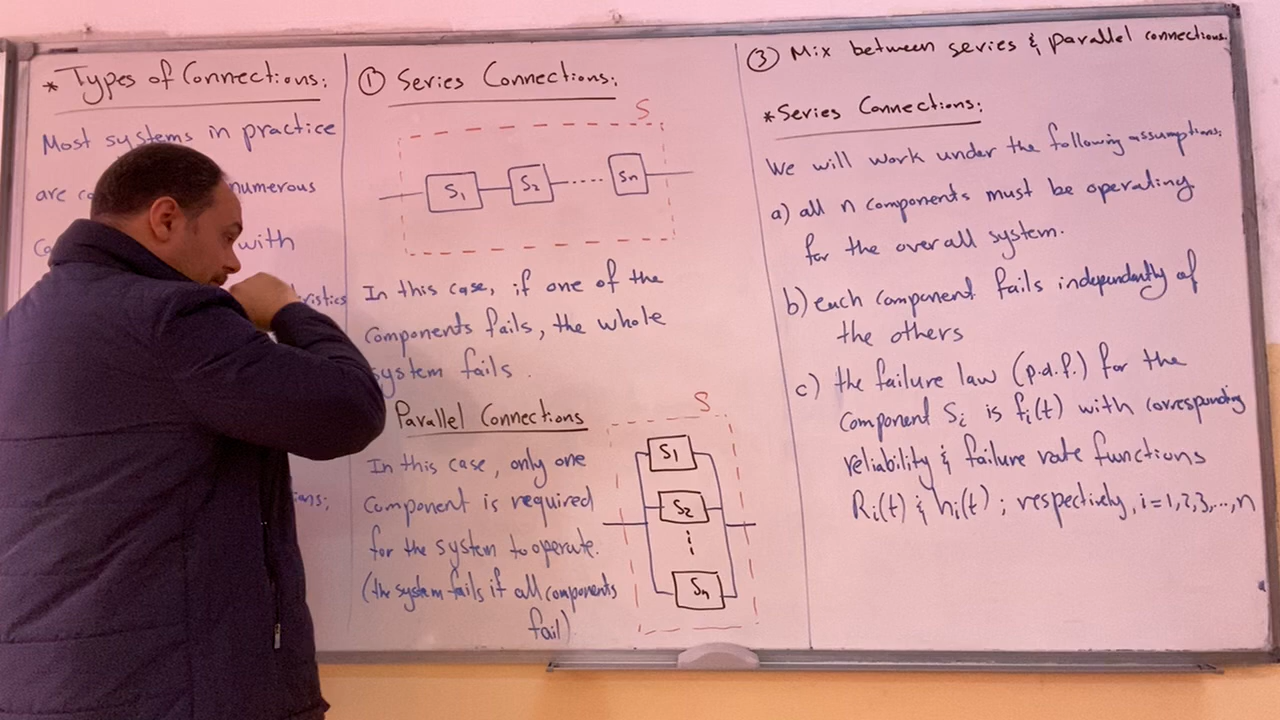 * Types of Connections:
Most systems in practice
are numerous
with
ristics
ons;
① Series Connections:
S
S1 S2 ..... Sn
In this case, if one of the
components fails, the whole
system fails.
Parallel Connections
In this case, only one
component is required
for the system to operate.
(the system fails if all components
fail)
S
S1
S2
Sn
③ Mix between series & parallel connections.
* Series Connections:
We will work under the following assumptions:
a) all n components must be operating
for the overall system.
b) each component fails independently of
the others
c) the failure law (p.d.f.) for the
component Si is fi(t) with corresponding
reliability & failure rate functions
Ri(t) & hi(t) ; respectively, i=1,2,3,...,n